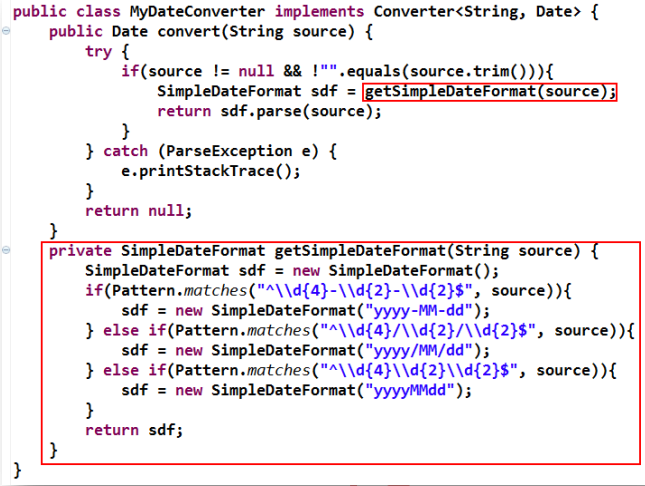 public class MyDateConverter implements Converter<String, Date> {
    public Date convert(String source) {
        try {
            if(source != null && !"".equals(source.trim())){
                SimpleDateFormat sdf = getSimpleDateFormat(source);
                return sdf.parse(source);
            }
        } catch (ParseException e) {
            e.printStackTrace();
        }
        return null;
    }
    private SimpleDateFormat getSimpleDateFormat(String source) {
        SimpleDateFormat sdf = new SimpleDateFormat();
        if(Pattern.matches("^\\d{4}-\\d{2}-\\d{2}$", source)){
            sdf = new SimpleDateFormat("yyyy-MM-dd");
        } else if(Pattern.matches("^\\d{4}/\\d{2}/\\d{2}$", source)){
            sdf = new SimpleDateFormat("yyyy/MM/dd");
        } else if(Pattern.matches("^\\d{4}\\d{2}\\d{2}$", source)){
            sdf = new SimpleDateFormat("yyyyMMdd");
        }
        return sdf;
    }
}